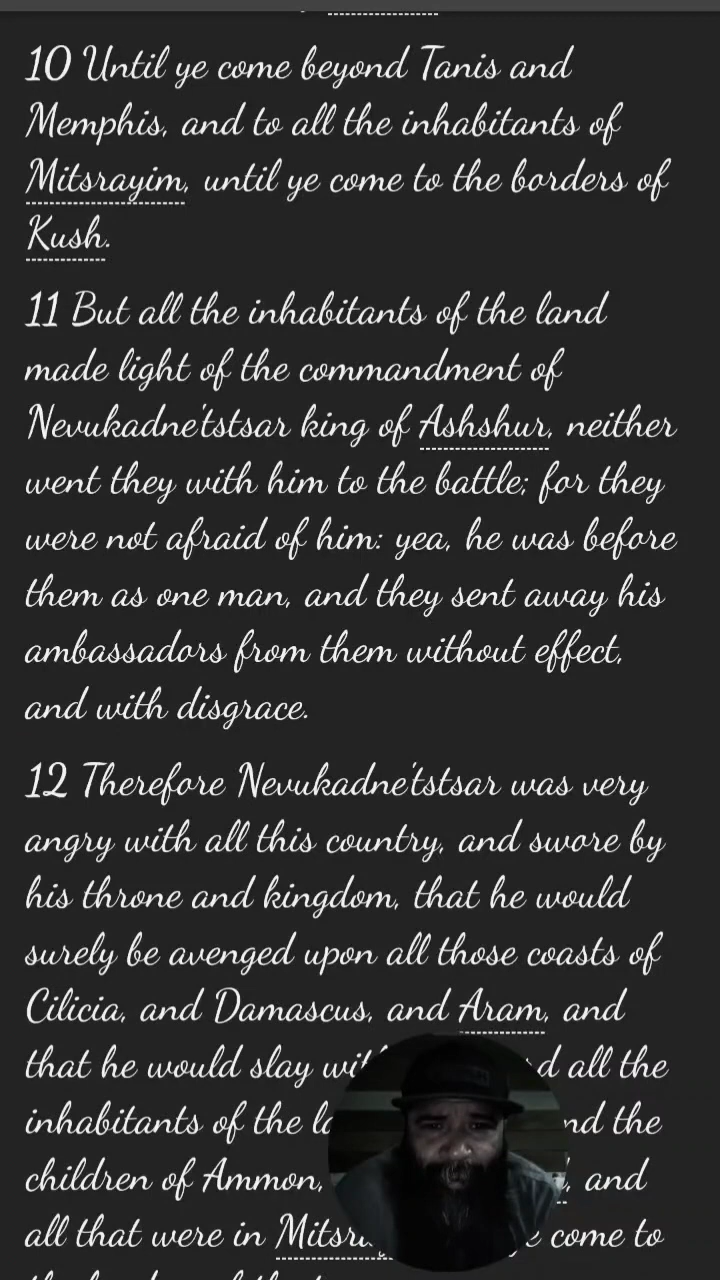 10 Until ye come beyond Tanis and
Memphis, and to all the inhabitants of
Mitsrayim, until ye come to the borders of
Kush.
11 But all the inhabitants of the land
made light of the commandment of
Nevukadne'tstsar king of Ashshur, neither
went they with him to the battle; for they
were not afraid of him: yea, he was before
them as one man, and they sent away his
ambassadors from them without effect,
and with disgrace.
12 Therefore Nevukadne'tstsar was very
angry with all this country, and swore by
his throne and kingdom, that he would
surely be avenged upon all those coasts of
Cilicia, and Damascus, and Aram, and
that he would slay all the
inhabitants of the the
children of Ammon, and
all that were in come to